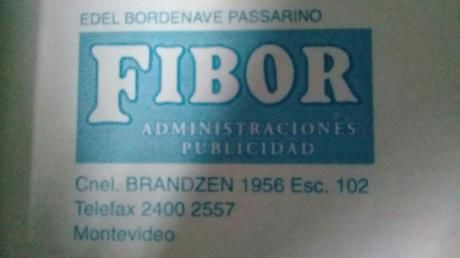 EDEL BORDENAVE PASSARINO
FIBOR
ADMINISTRACIONES
PUBLICIDAD
Cnel. BRANDZEN 1956 Esc. 102
Telefax 2400 2557
Montevideo